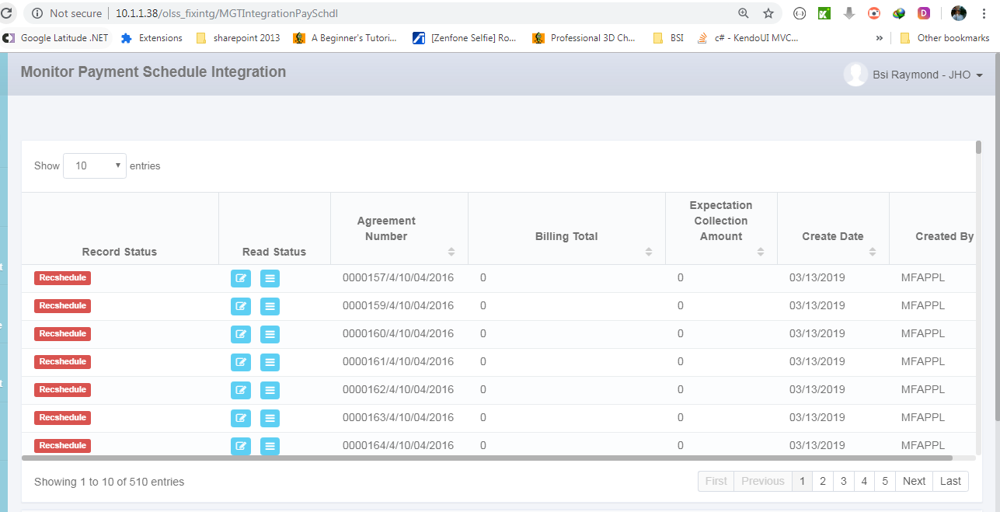 Not secure | 10.1.1.38/olss_fixintg/MGTIntegrationPaySchdl
Google Latitude .NET Extensions sharepoint 2013 A Beginner's Tutori... [Zenfone Selfie] Ro... Professional 3D Ch... BSI c# - KendoUI MVC... » Other bookmarks
Monitor Payment Schedule Integration
Bsi Raymond - JHO
Show 10 entries
Record Status Read Status Agreement Number Billing Total Expectation Collection Amount Create Date Created By
Recshedule 0000157/4/10/04/2016 0 0 03/13/2019 MFAPPL
Recshedule 0000159/4/10/04/2016 0 0 03/13/2019 MFAPPL
Recshedule 0000160/4/10/04/2016 0 0 03/13/2019 MFAPPL
Recshedule 0000161/4/10/04/2016 0 0 03/13/2019 MFAPPL
Recshedule 0000162/4/10/04/2016 0 0 03/13/2019 MFAPPL
Recshedule 0000163/4/10/04/2016 0 0 03/13/2019 MFAPPL
Recshedule 0000164/4/10/04/2016 0 0 03/13/2019 MFAPPL
Showing 1 to 10 of 510 entries
First Previous 1 2 3 4 5 Next Last